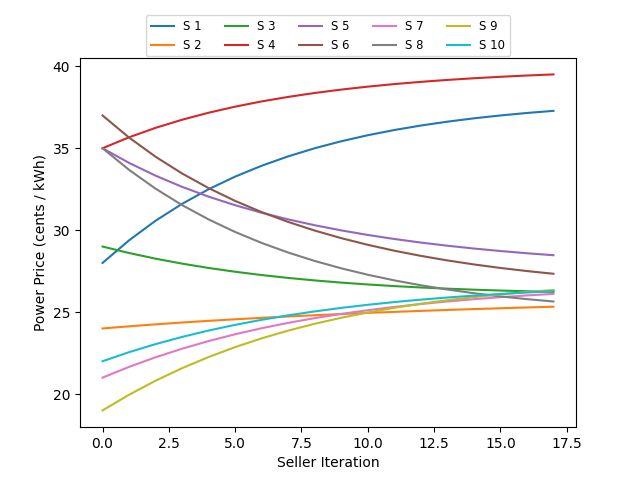 S 1 S 3 S 5 S 7 S 9
S 2 S 4 S 6 S 8 S 10
40
35
30
25
20
Power Price (cents / kWh)
0.0 2.5 5.0 7.5 10.0 12.5 15.0 17.5
Seller Iteration